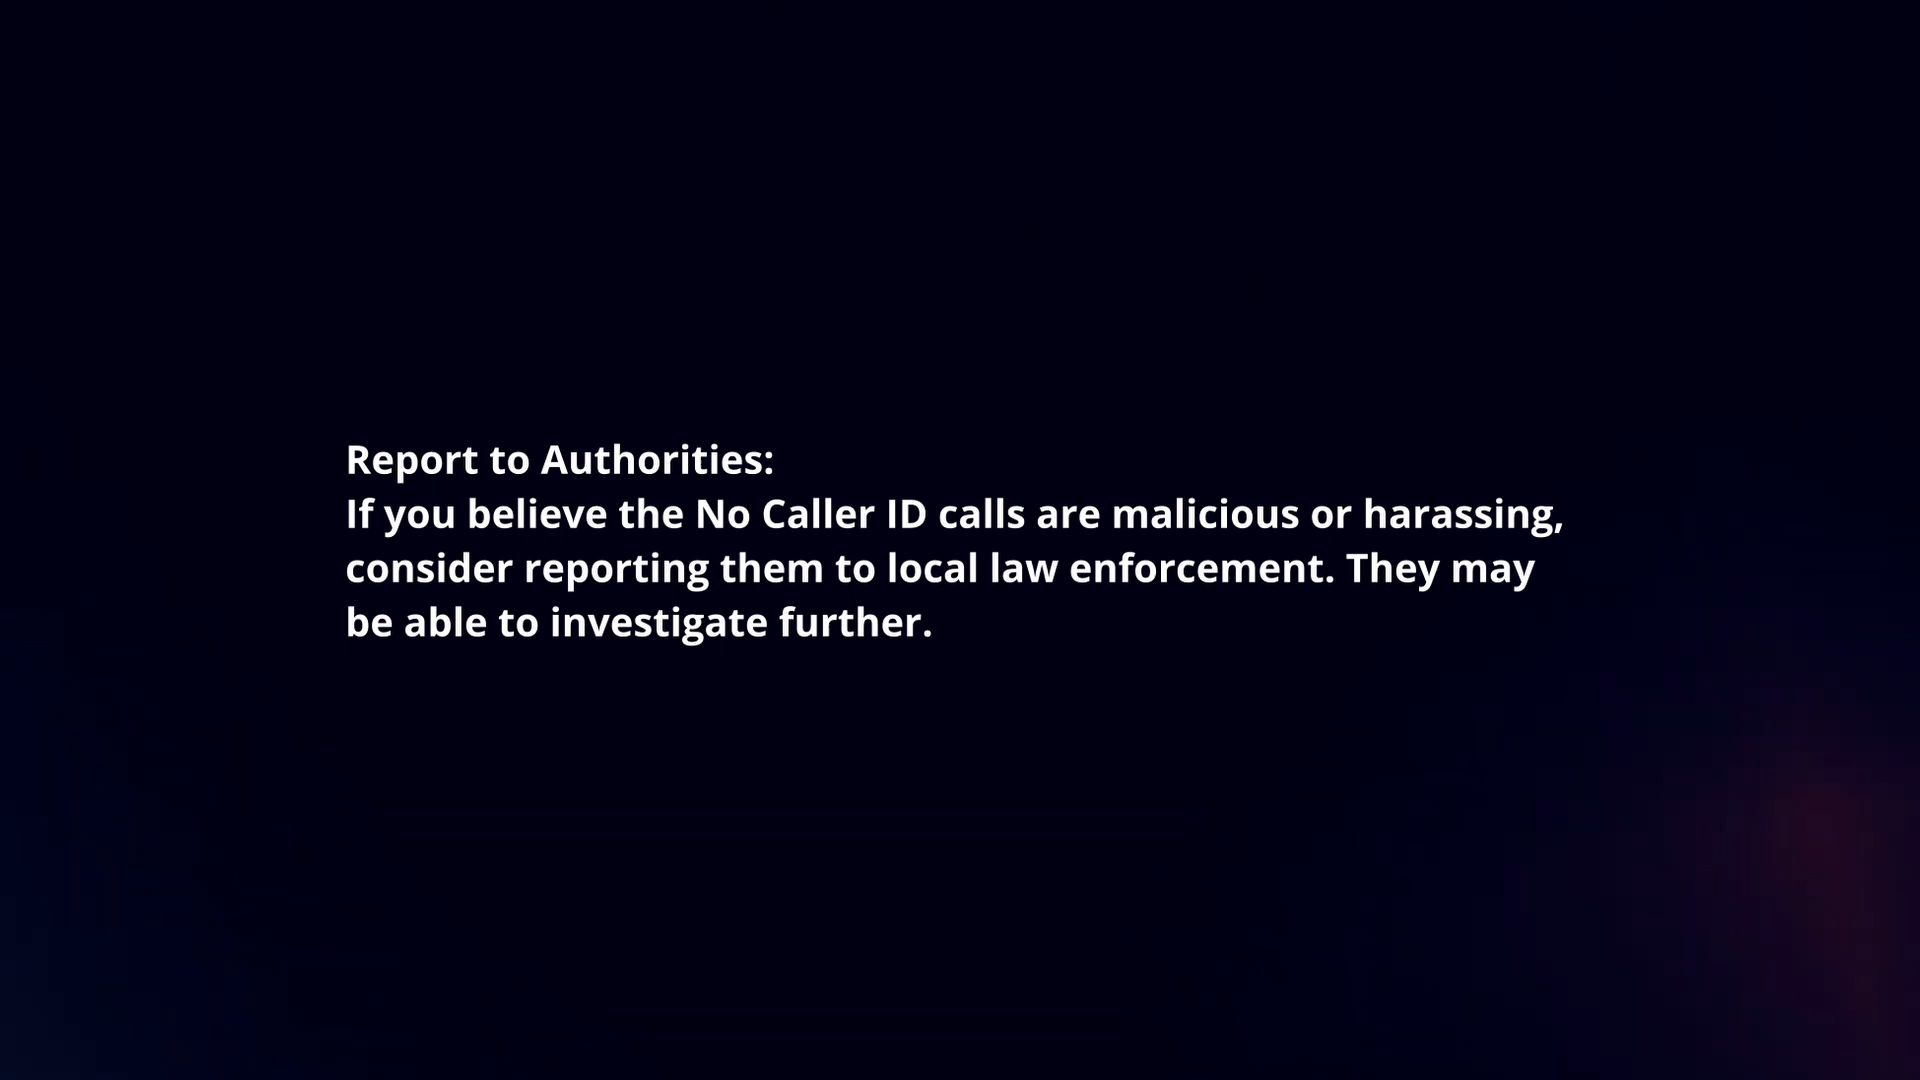 Report to Authorities:
If you believe the No Caller ID calls are malicious or harassing,
consider reporting them to local law enforcement. They may
be able to investigate further.